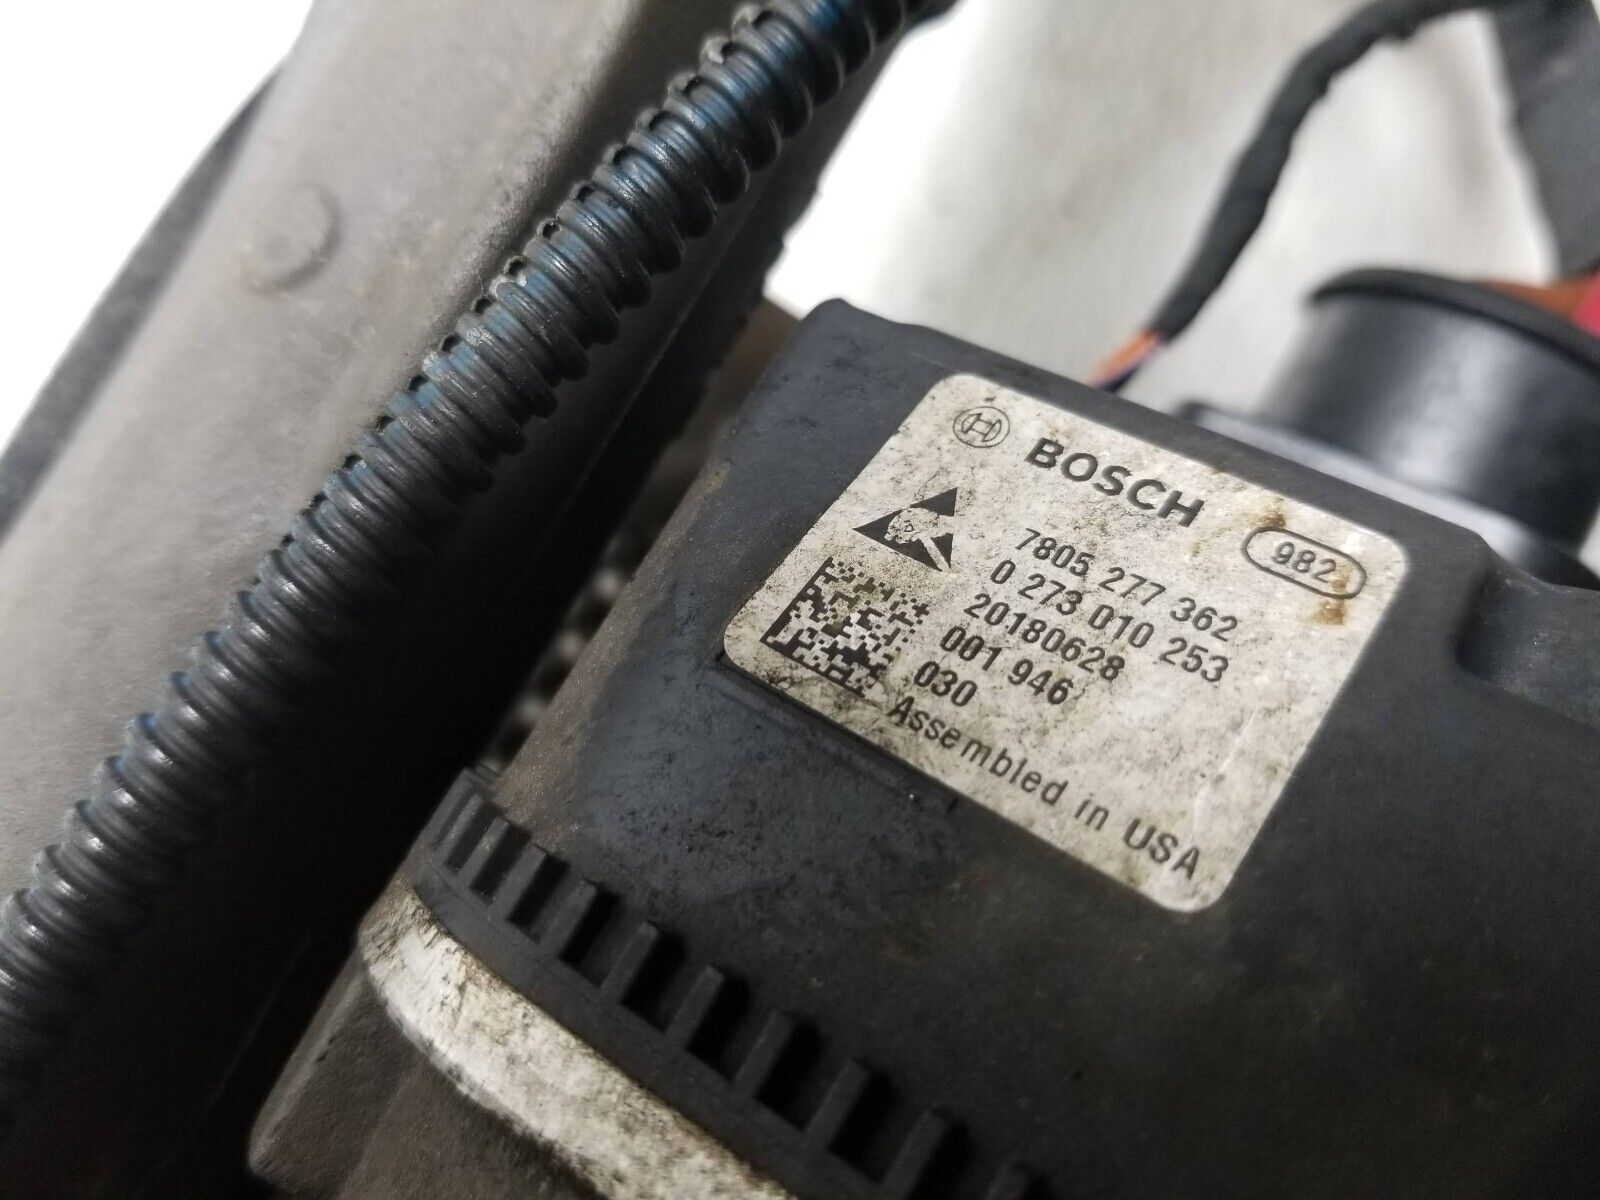 BOSCH
982
7805 277 362
0 273 010 253
20180628
001 946
030
Assembled in USA